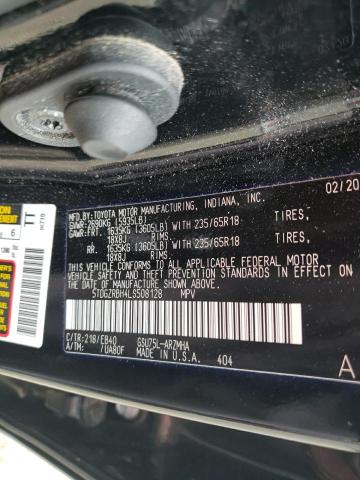 MFD.BY:TOYOTA MOTOR MANUFACTURING, INDIANA, INC. 02/20
GVWR:2690KG (5935LB)
GAWR:FRT. 1635KG (3605LB) WITH 235/65R18 TIRES,
18X8J RIMS,
RR. 1635KG (3605LB) WITH 235/65R18 TIRES,
18X8J RIMS,
THIS VEHICLE CONFORMS TO ALL APPLICABLE FEDERAL MOTOR
VEHICLE SAFETY AND THEFT PREVENTION STANDARDS IN EFFECT
ON THE DATE OF MANUFACTURE SHOWN ABOVE.
5TDGZRBH4LS508128 MPV
C/TR:218/EB40 GSU75L-ARZMHA
A/TM: /UA80F MADE IN U.S.A. 404
A
6
TT